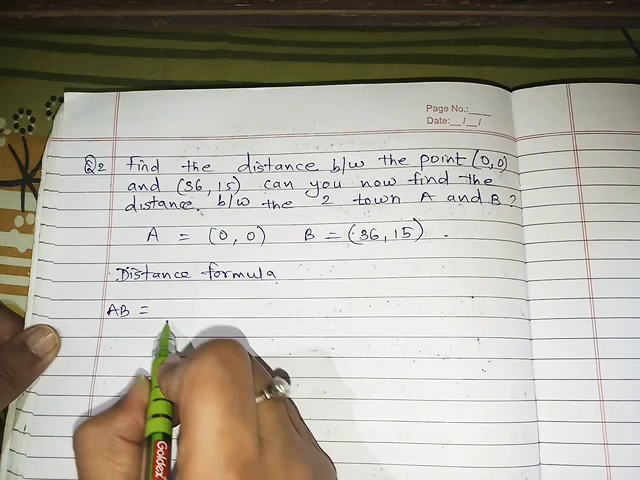 Page No.:
Date: / /
Q2 Find the distance b/w the point (0,0)
and (36,15) can you now find the
distance. b/w the 2 town A and B ?
A = (0,0) B = (36,15) .
Distance formula
AB =
Goldex